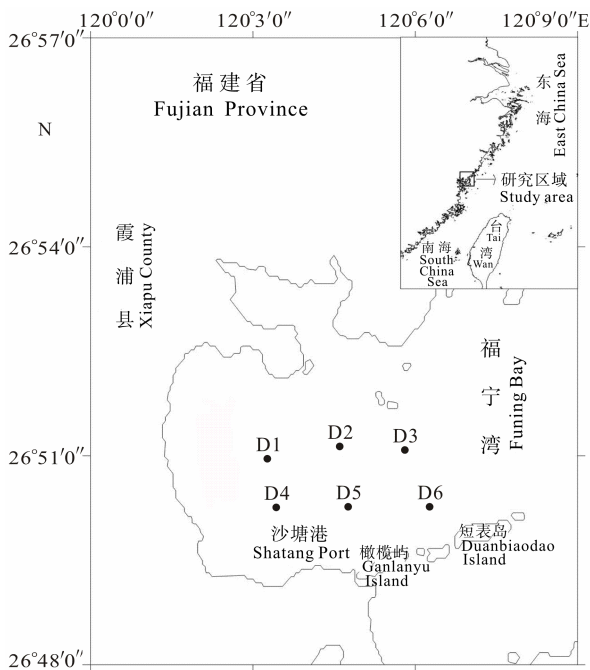 120°0′0″ 120°3′0″ 120°6′0″ 120°9′0″E
26°57′0″
福建省
Fujian Province
N
东海
East China Sea
研究区域
Study area
台
Tai
湾
Wan
南海
South
China
Sea
26°54′0″
霞浦县
Xiapu County
福宁湾
Funing Bay
26°51′0″
D1
D2
D3
D4
D5
D6
沙塘港
Shatang Port
橄榄屿
Ganlanyu
Island
短表岛
Duanbiaodao
Island
26°48′0″